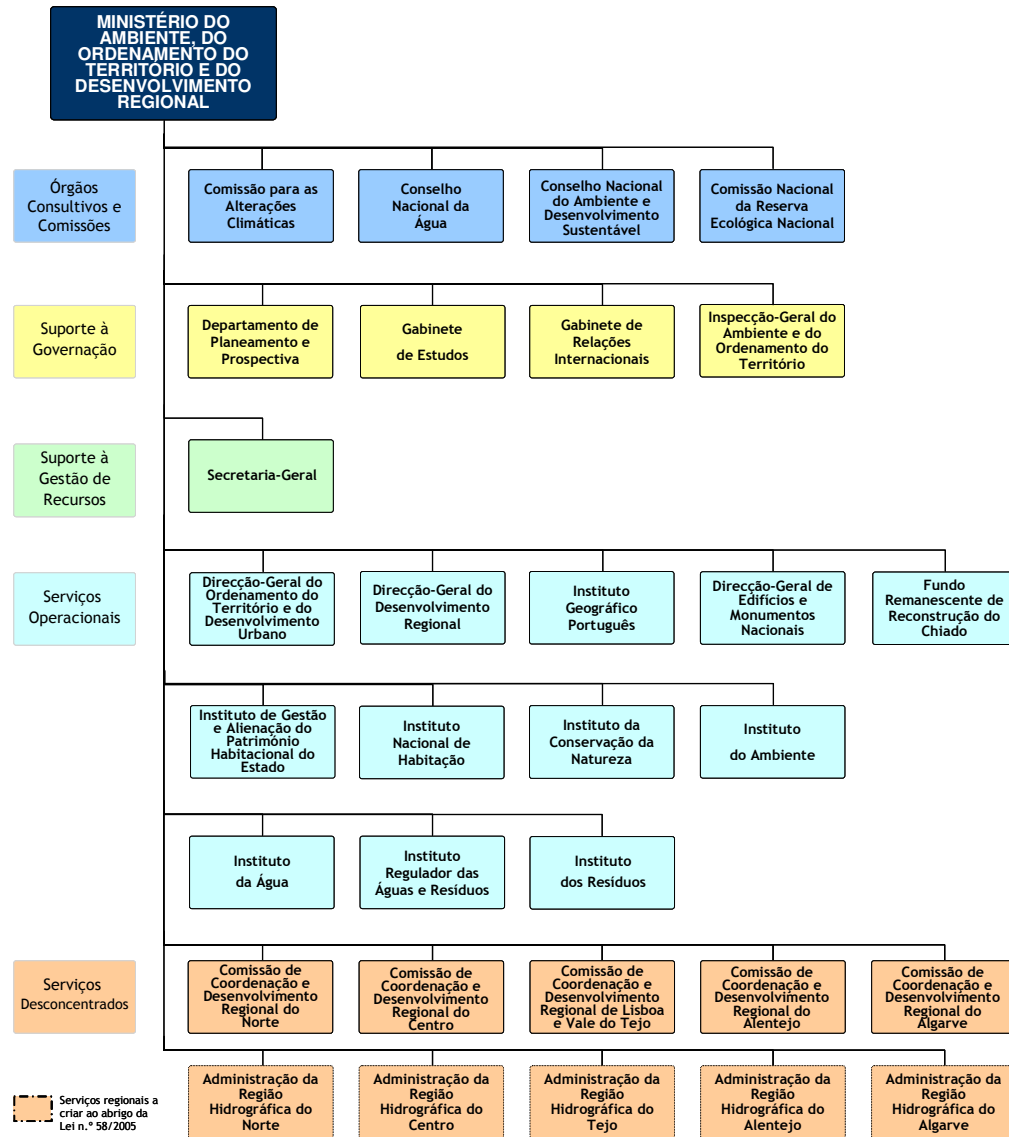 MINISTÉRIO DO
AMBIENTE, DO
ORDENAMENTO DO
TERRITÓRIO E DO
DESENVOLVIMENTO
REGIONAL
Órgãos
Consultivos e
Comissões
Comissão para as
Alterações
Climáticas
Conselho
Nacional da
Água
Conselho Nacional
do Ambiente e
Desenvolvimento
Sustentável
Comissão Nacional
da Reserva
Ecológica Nacional
Suporte à
Governação
Departamento de
Planeamento e
Prospectiva
Gabinete
de Estudos
Gabinete de
Relações
Internacionais
Inspecção-Geral do
Ambiente e do
Ordenamento do
Território
Suporte à
Gestão de
Recursos
Secretaria-Geral
Serviços
Operacionais
Direcção-Geral do
Ordenamento do
Território e do
Desenvolvimento
Urbano
Direcção-Geral do
Desenvolvimento
Regional
Instituto
Geográfico
Português
Direcção-Geral de
Edifícios e
Monumentos
Nacionais
Fundo
Remanescente de
Reconstrução do
Chiado
Instituto de Gestão
e Alienação do
Património
Habitacional do
Estado
Instituto
Nacional de
Habitação
Instituto da
Conservação da
Natureza
Instituto
do Ambiente
Instituto
da Água
Instituto
Regulador das
Águas e Resíduos
Instituto
dos Resíduos
Serviços
Desconcentrados
Comissão de
Coordenação e
Desenvolvimento
Regional do
Norte
Comissão de
Coordenação e
Desenvolvimento
Regional do
Centro
Comissão de
Coordenação e
Desenvolvimento
Regional de Lisboa
e Vale do Tejo
Comissão de
Coordenação e
Desenvolvimento
Regional do
Alentejo
Comissão de
Coordenação e
Desenvolvimento
Regional do
Algarve
Serviços regionais a
criar ao abrigo da
Lei n.º 58/2005
Administração da
Região
Hidrográfica do
Norte
Administração da
Região
Hidrográfica do
Centro
Administração da
Região
Hidrográfica do
Tejo
Administração da
Região
Hidrográfica do
Alentejo
Administração da
Região
Hidrográfica do
Algarve